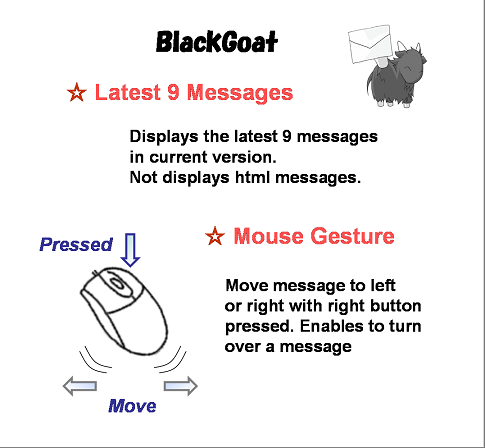 BlackGoat
Latest 9 Messages
Displays the latest 9 messages
in current version.
Not displays html messages.
Pressed
Mouse Gesture
Move message to left
or right with right button
pressed. Enables to turn
over a message
Move